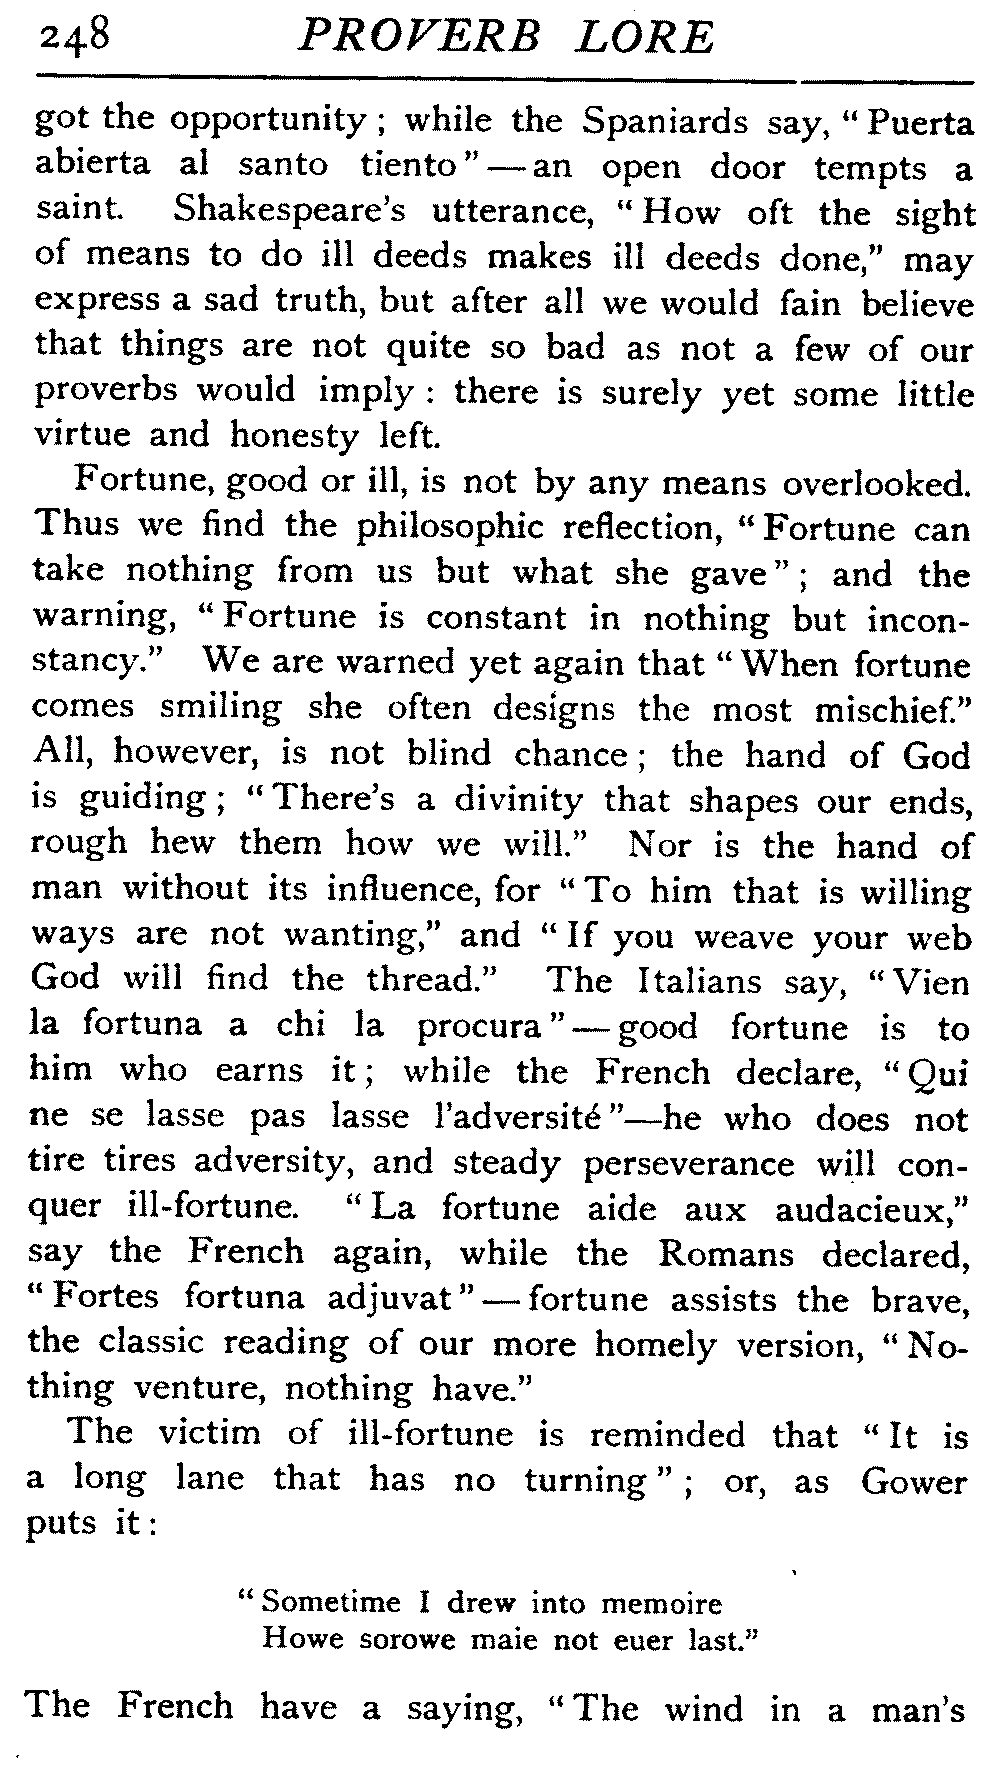 248 PROVERB LORE
got the opportunity ; while the Spaniards say, “ Puerta
abierta al santo tiento ” — an open door tempts a
saint. Shakespeare’s utterance, “ How oft the sight
of means to do ill deeds makes ill deeds done,” may
express a sad truth, but after all we would fain believe
that things are not quite so bad as not a few of our
proverbs would imply : there is surely yet some little
virtue and honesty left.
Fortune, good or ill, is not by any means overlooked.
Thus we find the philosophic reflection, “ Fortune can
take nothing from us but what she gave ” ; and the
warning, “ Fortune is constant in nothing but incon-
stancy.” We are warned yet again that “ When fortune
comes smiling she often designs the most mischief.”
All, however, is not blind chance ; the hand of God
is guiding ; “ There’s a divinity that shapes our ends,
rough hew them how we will.” Nor is the hand of
man without its influence, for “ To him that is willing
ways are not wanting,” and “ If you weave your web
God will find the thread.” The Italians say, “ Vien
la fortuna a chi la procura ” — good fortune is to
him who earns it ; while the French declare, “ Qui
ne se lasse pas lasse l’adversité ”—he who does not
tire tires adversity, and steady perseverance will con-
quer ill-fortune. “ La fortune aide aux audacieux,”
say the French again, while the Romans declared,
“ Fortes fortuna adjuvat ” — fortune assists the brave,
the classic reading of our more homely version, “ No-
thing venture, nothing have.”
The victim of ill-fortune is reminded that “ It is
a long lane that has no turning ” ; or, as Gower
puts it :
“ Sometime I drew into memoire
Howe sorowe maie not euer last.”
The French have a saying, “ The wind in a man’s